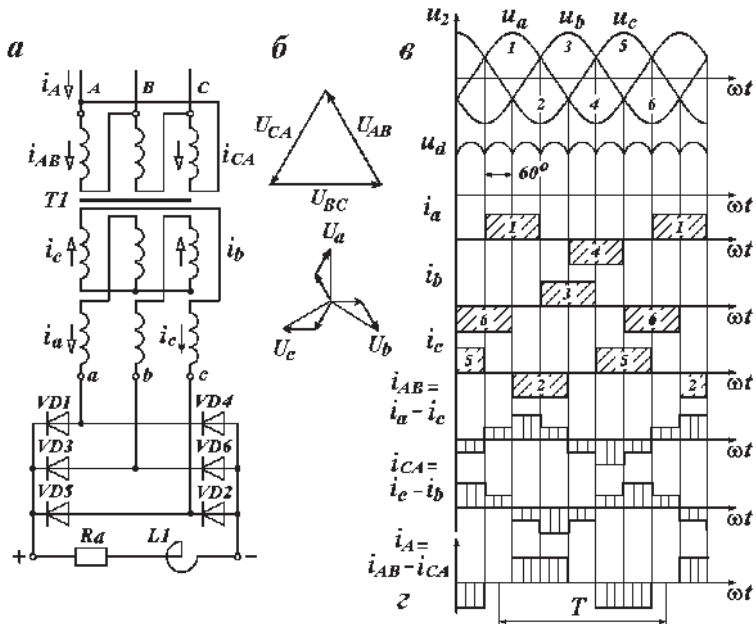 а
б
в
u₂
u_a
u_b
u_c
1
3
5
2
4
6
ωt
u_d
60°
ωt
i_A
A
B
C
i_AB
i_CA
T1
i_c
i_b
i_a
i_c
a
b
c
VD1
VD4
VD3
VD6
VD5
VD2
+
Rd
L1
−
U_CA
U_AB
U_BC
U_a
U_c
U_b
i_a
1
1
ωt
4
i_b
3
ωt
6
6
ωt
i_c
5
5
2
2
ωt
i_AB=
i_a−i_c
ωt
i_CA=
i_c−i_b
ωt
i_A=
i_AB−i_CA
ωt
г
T